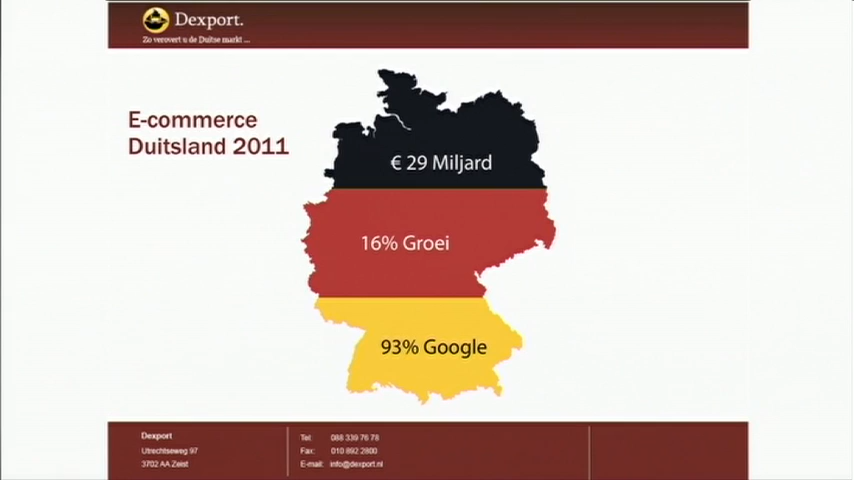 Dexport.
Zo verovert u de Duitse markt ...
E-commerce
Duitsland 2011
€ 29 Miljard
16% Groei
93% Google
Dexport
Utrechtseweg 97
3702 AA Zeist
Tel: 088 339 76 78
Fax: 010 892 2800
E-mail: info@dexport.nl